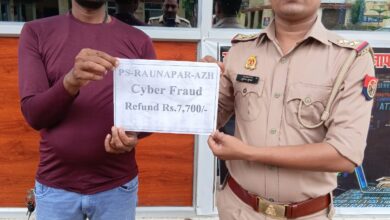 PS-RAUNAPAR-AZH
Cyber Fraud
Refund Rs.7,700/-